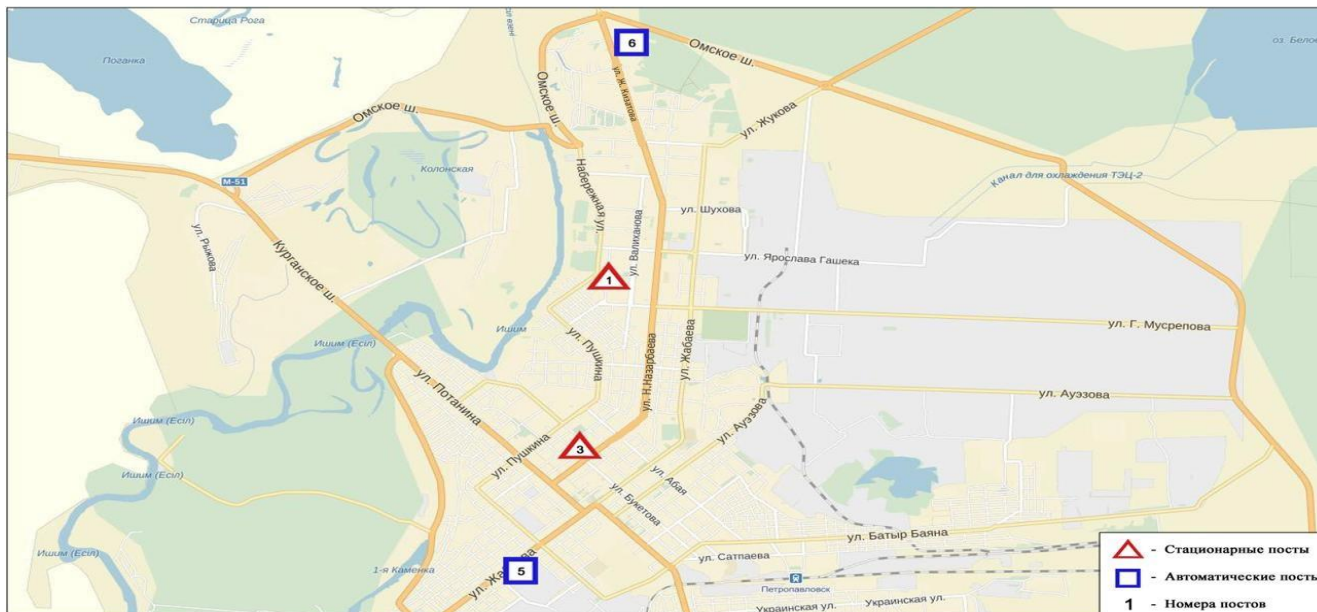 Старица Рога
6
Омское ш.
оз. Белое
Поганка
ул. Ж. Кизатова
Омское ш.
Омское ш.
ул. Жукова
Колонская
М-51
Канал для охлаждения ТЭЦ-2
Набережная ул.
ул. Шухова
ул. Рыжова
ул. Валиханова
Курганское ш.
ул. Ярослава Гашека
1
ул. Г. Мусрепова
Ишим
Ишим (Есіл)
ул. Пушкина
ул. Н.Назарбаева
ул. Жабаева
ул. Потанина
ул. Ауэзова
ул. Ауэзова
Ишим (Есіл)
3
ул. Пушкина
ул. Абая
Ишим (Есіл)
ул. Букетова
ул. Батыр Баяна
Ишим (Есіл)
ул. Сатпаева
1-я Каменка
5
Петропавловск
Украинская ул.
Украинская ул.
- Стационарные посты
- Автоматические посты
1 - Номера постов